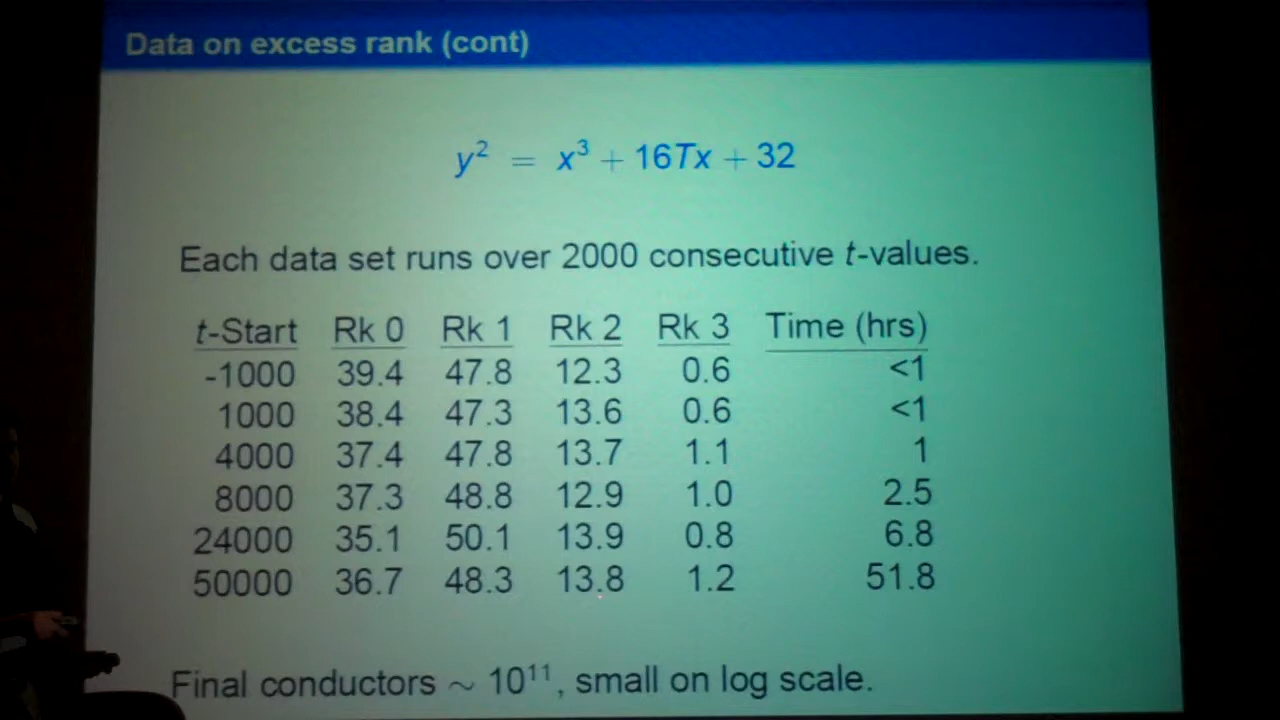 Data on excess rank (cont)
y² = x³ + 16Tx + 32
Each data set runs over 2000 consecutive t-values.
t-Start Rk 0 Rk 1 Rk 2 Rk 3 Time (hrs)
-1000 39.4 47.8 12.3 0.6 <1
1000 38.4 47.3 13.6 0.6 <1
4000 37.4 47.8 13.7 1.1 1
8000 37.3 48.8 12.9 1.0 2.5
24000 35.1 50.1 13.9 0.8 6.8
50000 36.7 48.3 13.8 1.2 51.8
Final conductors ~ 10¹¹, small on log scale.